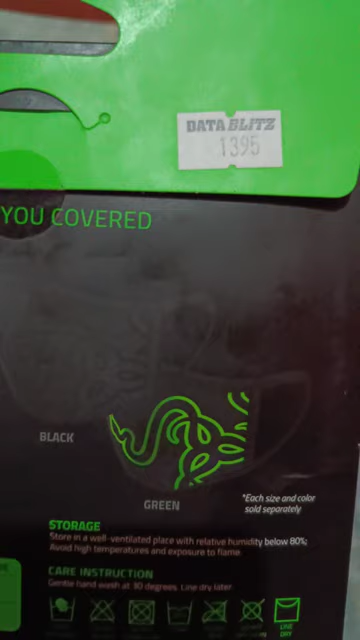 DATA BLITZ
1395
YOU COVERED
BLACK
GREEN
*Each size and color
sold separately
STORAGE
Store in a well-ventilated place with relative humidity below 80%;
Avoid high temperatures and exposure to flame.
CARE INSTRUCTION
Gentle hand wash at 30 degrees. Line dry later.
LINE
DRY